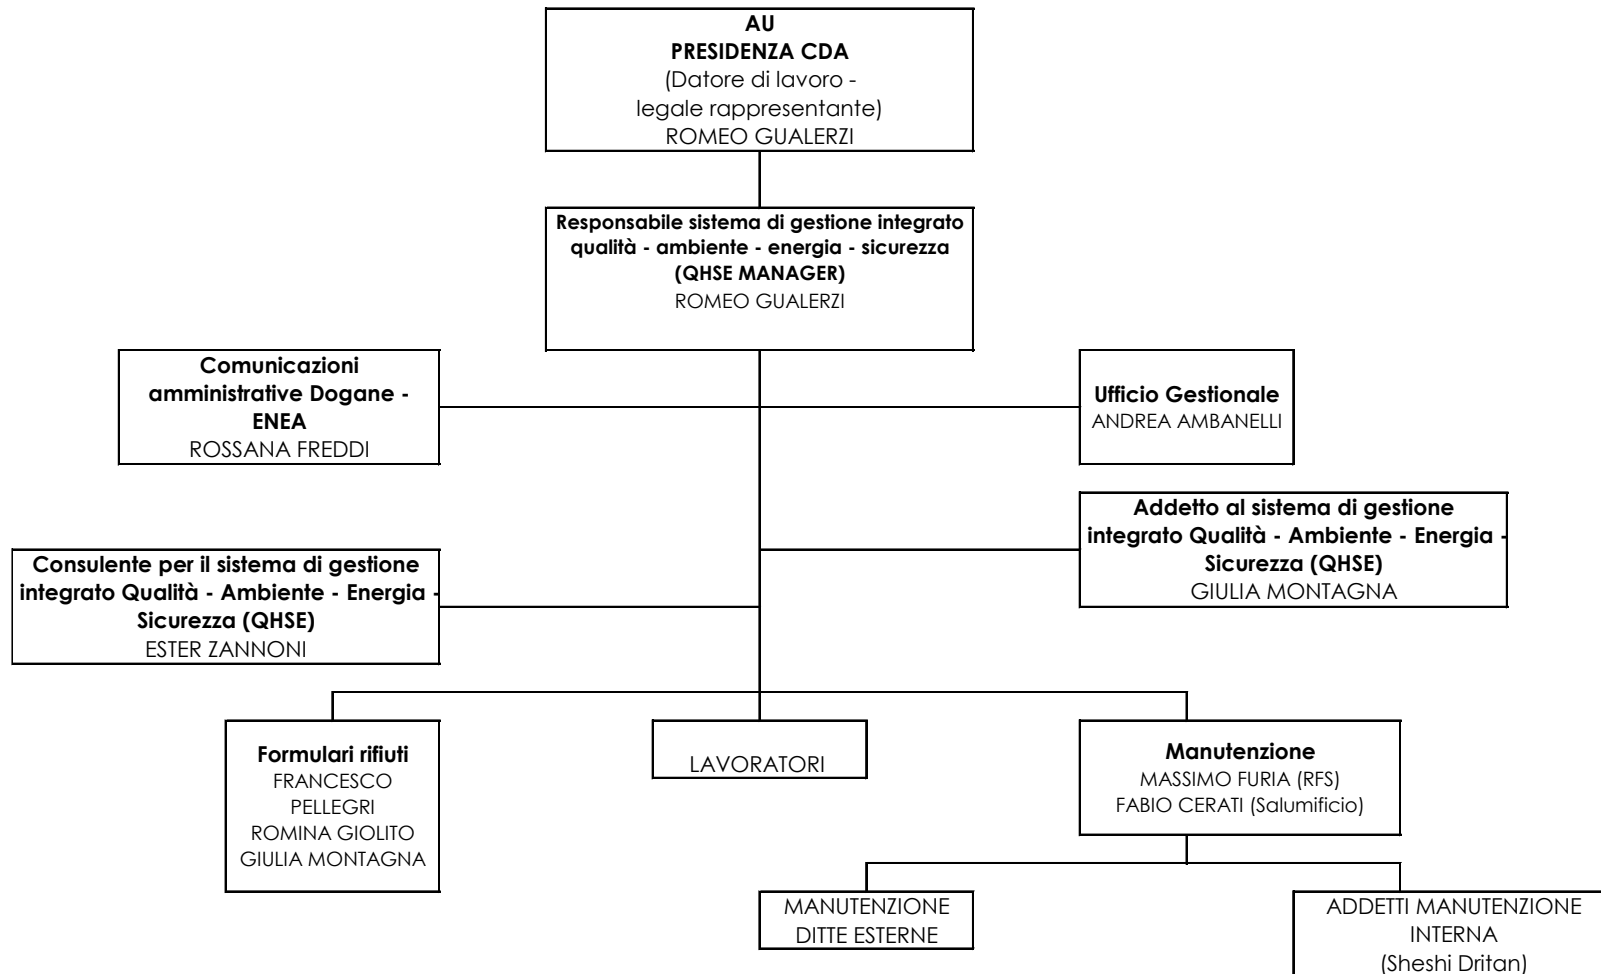 AU
PRESIDENZA CDA
(Datore di lavoro -
legale rappresentante)
ROMEO GUALERZI
Responsabile sistema di gestione integrato
qualità - ambiente - energia - sicurezza
(QHSE MANAGER)
ROMEO GUALERZI
Comunicazioni
amministrative Dogane -
ENEA
ROSSANA FREDDI
Ufficio Gestionale
ANDREA AMBANELLI
Addetto al sistema di gestione
integrato Qualità - Ambiente - Energia -
Sicurezza (QHSE)
GIULIA MONTAGNA
Consulente per il sistema di gestione
integrato Qualità - Ambiente - Energia -
Sicurezza (QHSE)
ESTER ZANNONI
Formulari rifiuti
FRANCESCO
PELLEGRI
ROMINA GIOLITO
GIULIA MONTAGNA
LAVORATORI
Manutenzione
MASSIMO FURIA (RFS)
FABIO CERATI (Salumificio)
MANUTENZIONE
DITTE ESTERNE
ADDETTI MANUTENZIONE
INTERNA
(Sheshi Dritan)